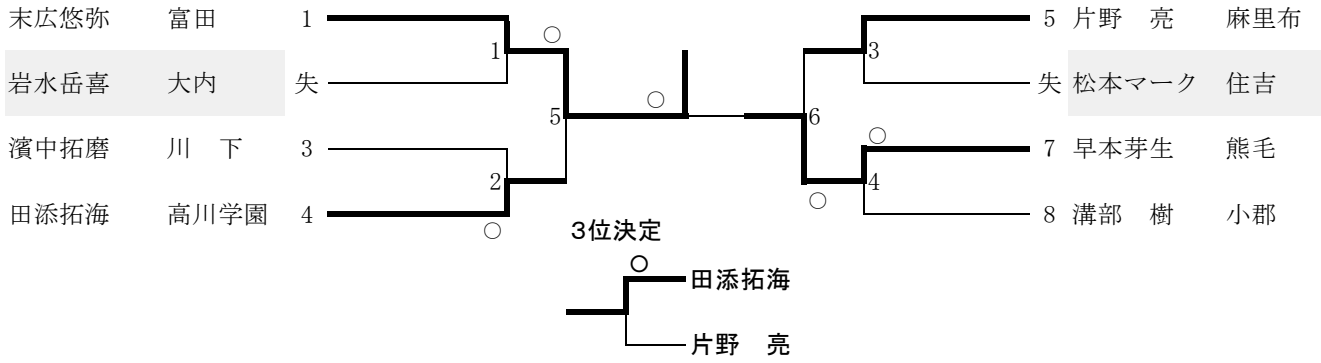 末広悠弥 富田 1 ○ 5 片野 亮 麻里布
1 3
岩水岳喜 大内 失 ○ 失 松本マーク 住吉
5 6
濱中拓磨 川 下 3 ○ 7 早本芽生 熊毛
2 4
田添拓海 高川学園 4 ○ ○ 8 溝部 樹 小郡
3位決定
○
田添拓海
片野 亮